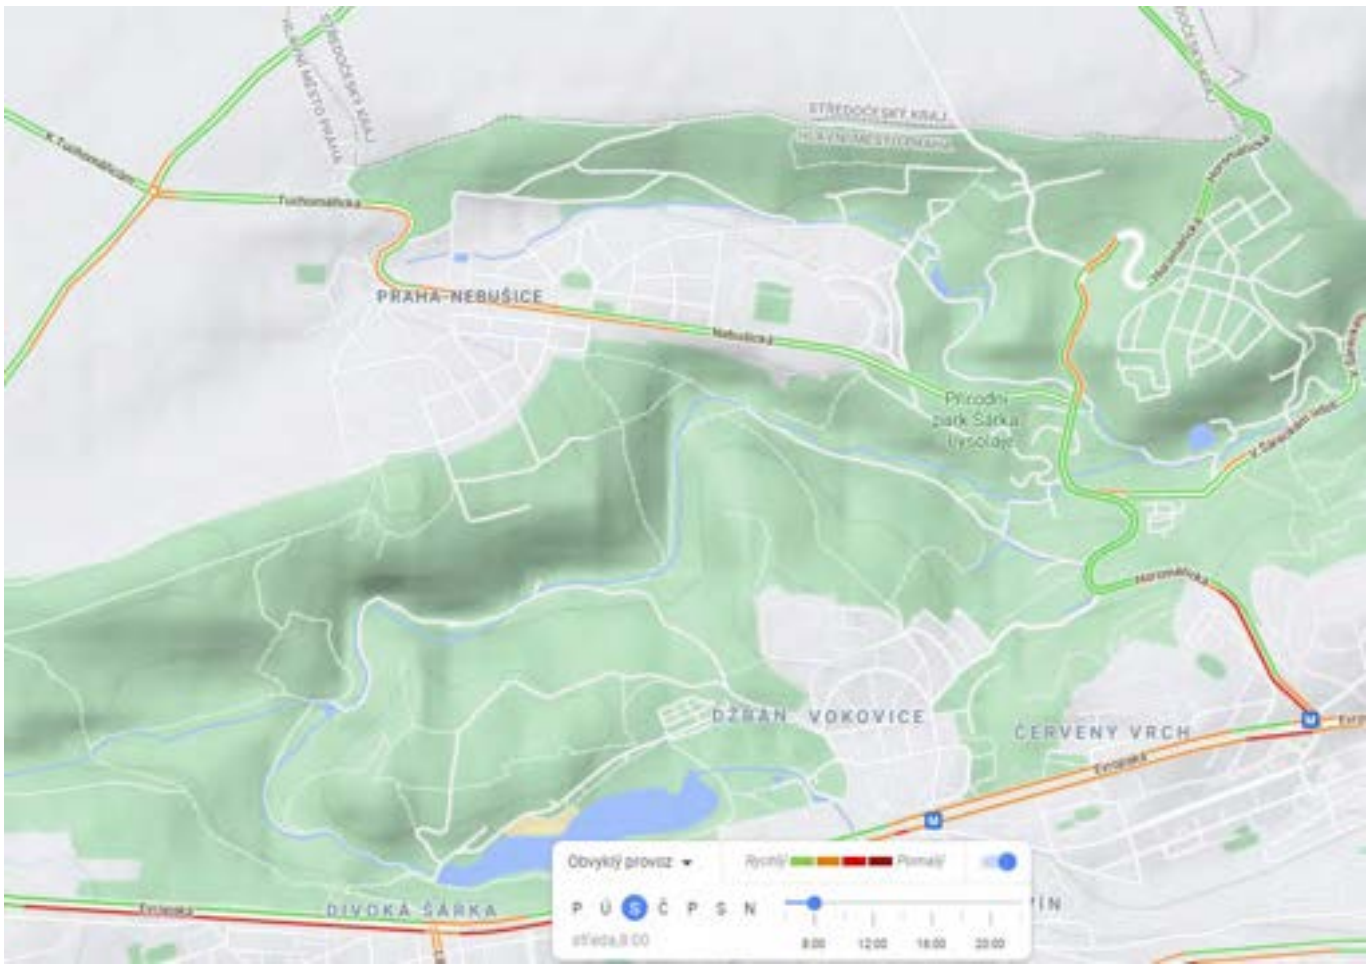 STŘEDOČESKÝ KRAJ
HLAVNÍ MĚSTO PRAHA
STŘEDOČESKÝ KRAJ
HLAVNÍ MĚSTO PRAHA
K Tuchoměřicům
Tuchoměřická
Horoměřická
Horoměřická
PRAHA-NEBUŠICE
Nebušická
Přírodní
park Šárka
Lysolaje
V Šáreckém údolí
Horoměřická
DŽBÁN VOKOVICE
ČERVENÝ VRCH
Evropská
M
M
Evropská
DIVOKÁ ŠÁRKA
Obvyklý provoz
Rychlý
Pomalý
P Ú S Č P S N
středa, 8:00
8:00 12:00 16:00 20:00